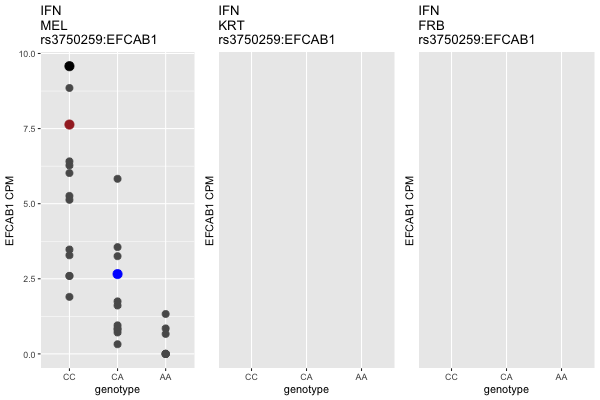 IFN
MEL
rs3750259:EFCAB1
EFCAB1 CPM
10.0
7.5
5.0
2.5
0.0
CC
CA
AA
genotype
IFN
KRT
rs3750259:EFCAB1
EFCAB1 CPM
CC
CA
AA
genotype
IFN
FRB
rs3750259:EFCAB1
EFCAB1 CPM
CC
CA
AA
genotype